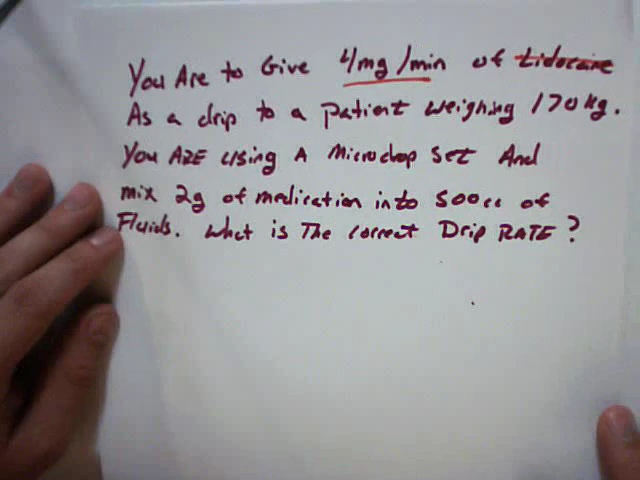 You Are to Give 4mg/min of Lidocaine
As a drip to a patient weighing 170kg.
You ARE Using A Microdrop Set And
mix 2g of medication into 500cc of
Fluids. What is The correct Drip RATE?